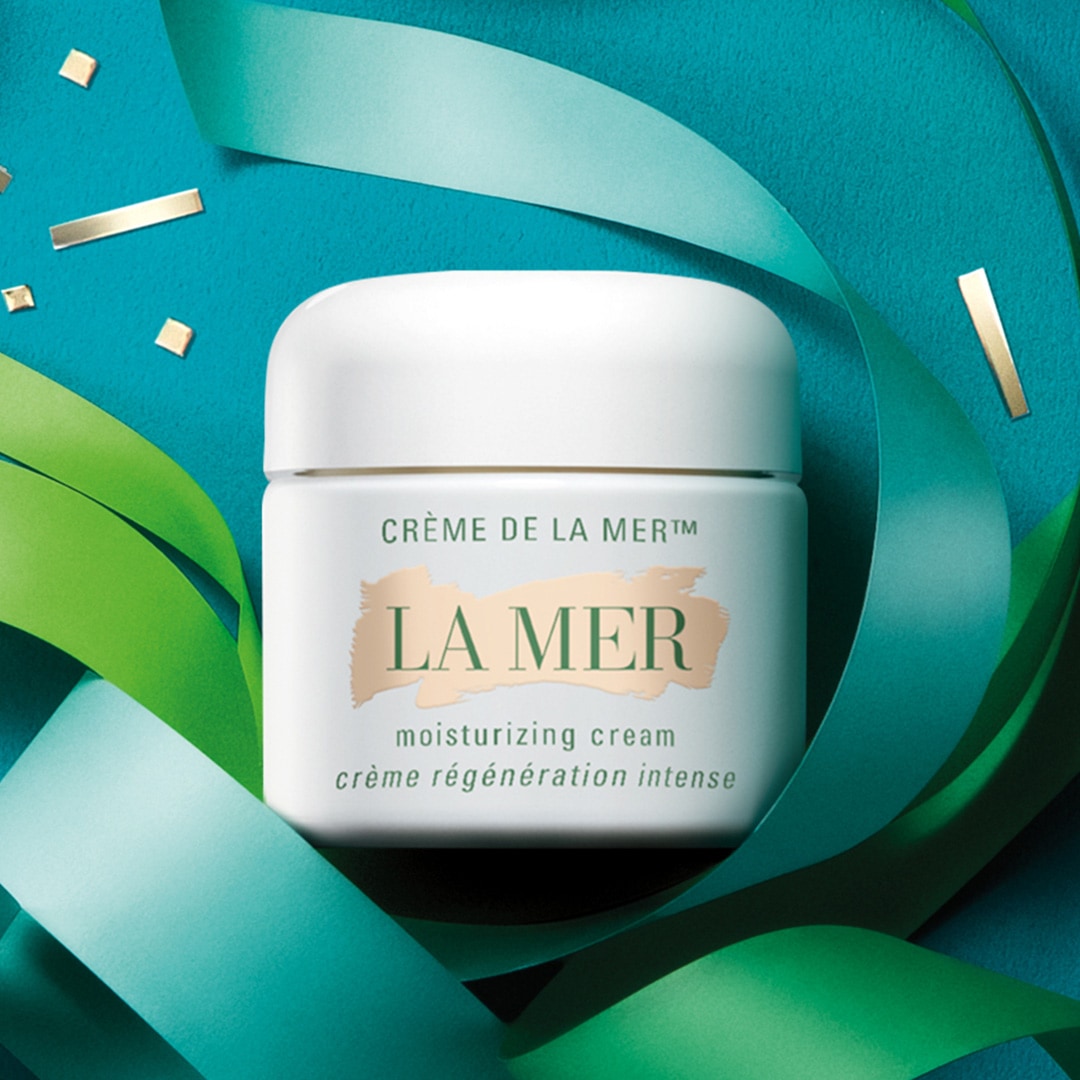 CRÈME DE LA MER™
LA MER
moisturizing cream
crème régénération intense